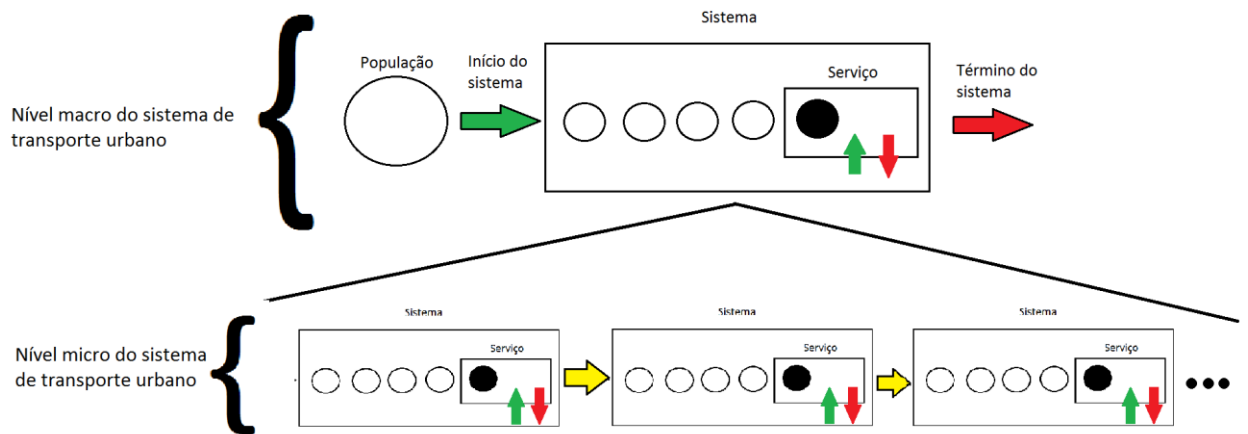 Sistema
População
Início do
sistema
Serviço
Término do
sistema
Nível macro do sistema de
transporte urbano
Sistema
Sistema
Sistema
Nível micro do sistema
de transporte urbano
Serviço
Serviço
Serviço